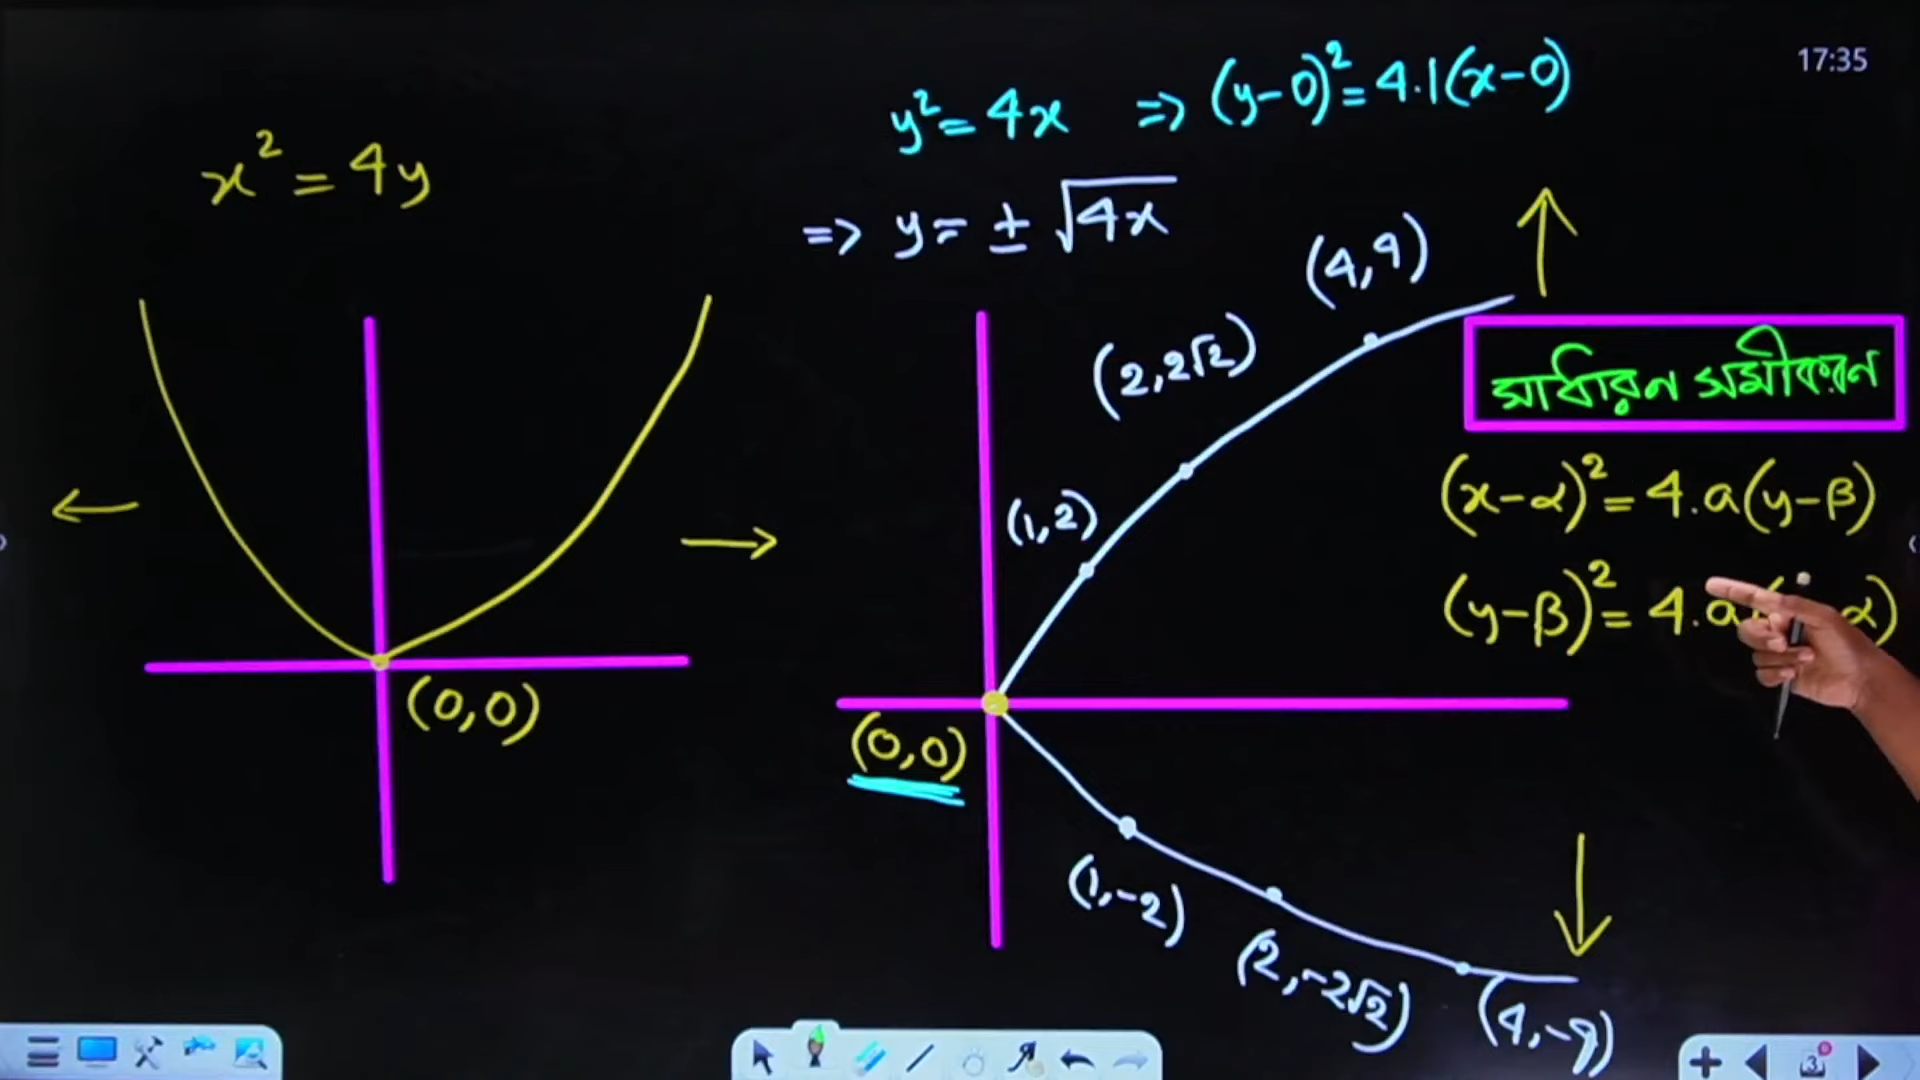 17:35
x² = 4y
y² = 4x => (y-0)² = 4.1(x-0)
=> y = ± √4x
(4,4)
(2,2√2)
(1,2)
(0,0)
(0,0)
(1,-2)
(2,-2√2)
(4,-4)
সাধারন সমীকরন
(x-α)² = 4.a(y-β)
(y-β)² = 4.a( α)
3